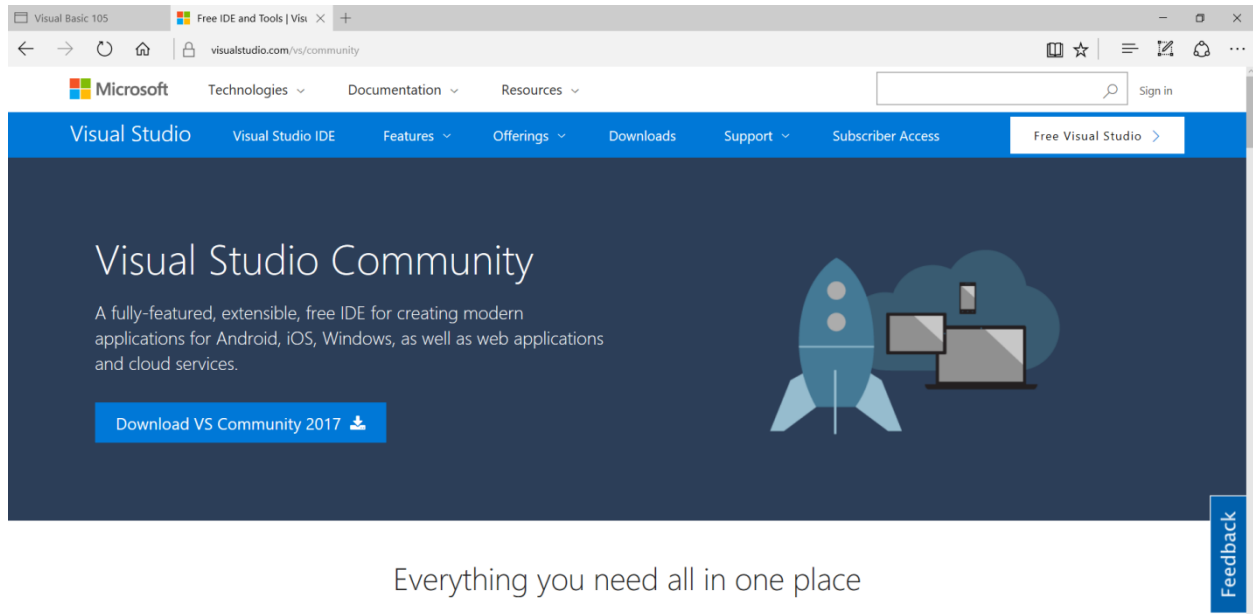 Visual Basic 105
Free IDE and Tools | Visu
visualstudio.com/vs/community
Microsoft Technologies Documentation Resources Sign in
Visual Studio Visual Studio IDE Features Offerings Downloads Support Subscriber Access Free Visual Studio
Visual Studio Community
A fully-featured, extensible, free IDE for creating modern
applications for Android, iOS, Windows, as well as web applications
and cloud services.
Download VS Community 2017
Feedback
Everything you need all in one place